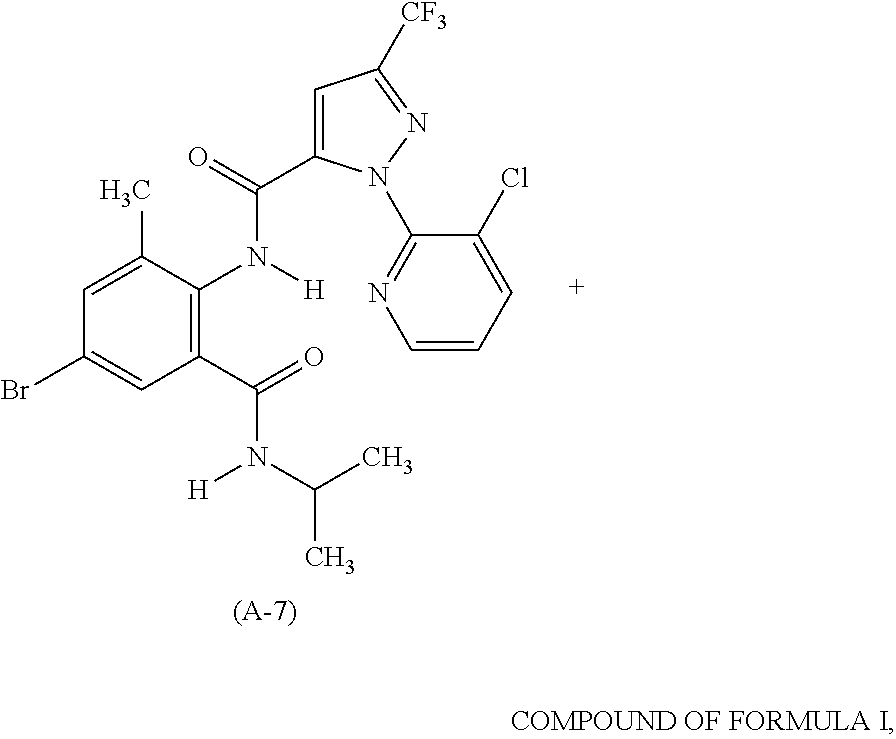 CF₃
N
O
N
Cl
H₃C
N
H
N
+
O
Br
N
CH₃
H
CH₃
(A-7)
COMPOUND OF FORMULA I,